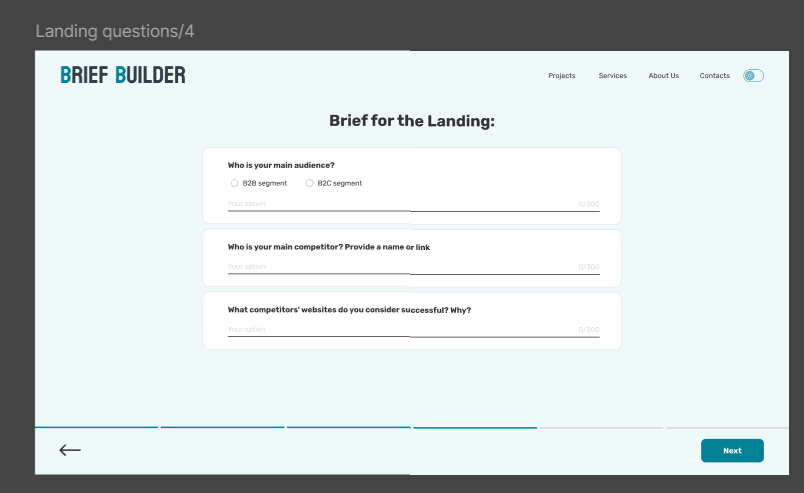 Landing questions/4
BRIEF BUILDER
Projects Services About Us Contacts
Brief for the Landing:
Who is your main audience?
B2B segment B2C segment
Your option 0/300
Who is your main competitor? Provide a name or link
Your option 0/300
What competitors' websites do you consider successful? Why?
Your option 0/300
Next